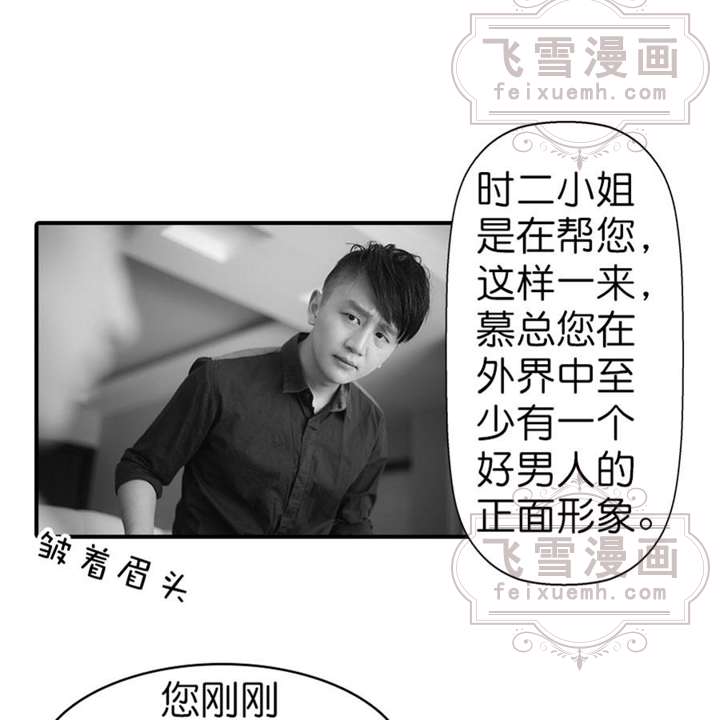 飞雪漫画
feixuemh.com
时二小姐
是在帮您，
这样一来，
慕总您在
外界中至
少有一个
好男人的
正面形象。
皱着眉头
飞雪漫画
feixuemh.com
您刚刚